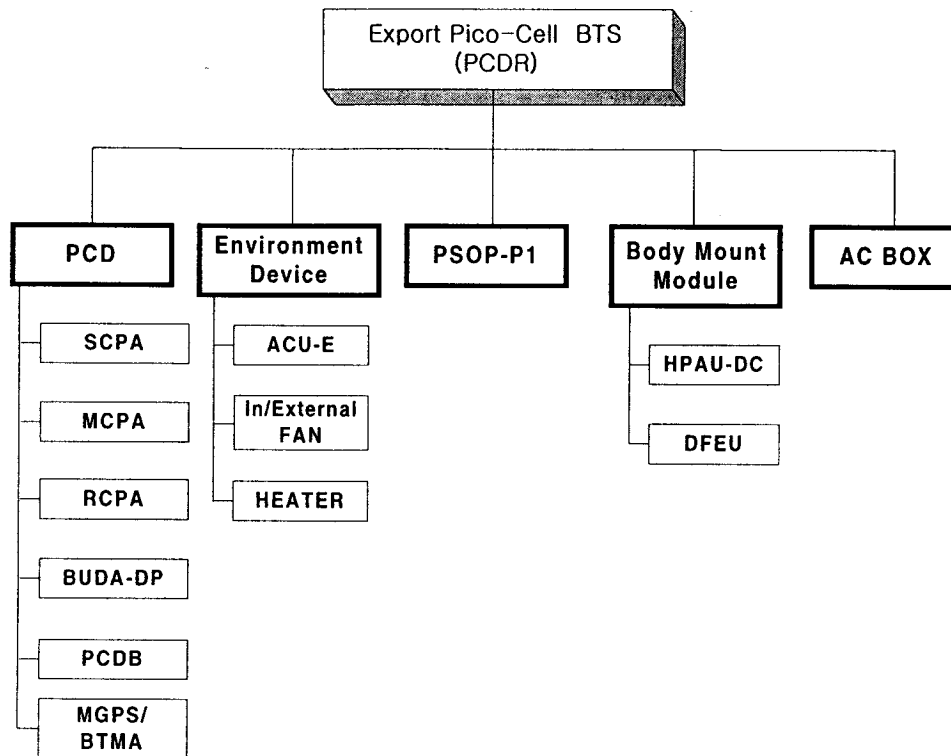 Export Pico-Cell BTS
(PCDR)
PCD
Environment
Device
PSOP-P1
Body Mount
Module
AC BOX
SCPA
MCPA
RCPA
BUDA-DP
PCDB
MGPS/
BTMA
ACU-E
In/External
FAN
HEATER
HPAU-DC
DFEU